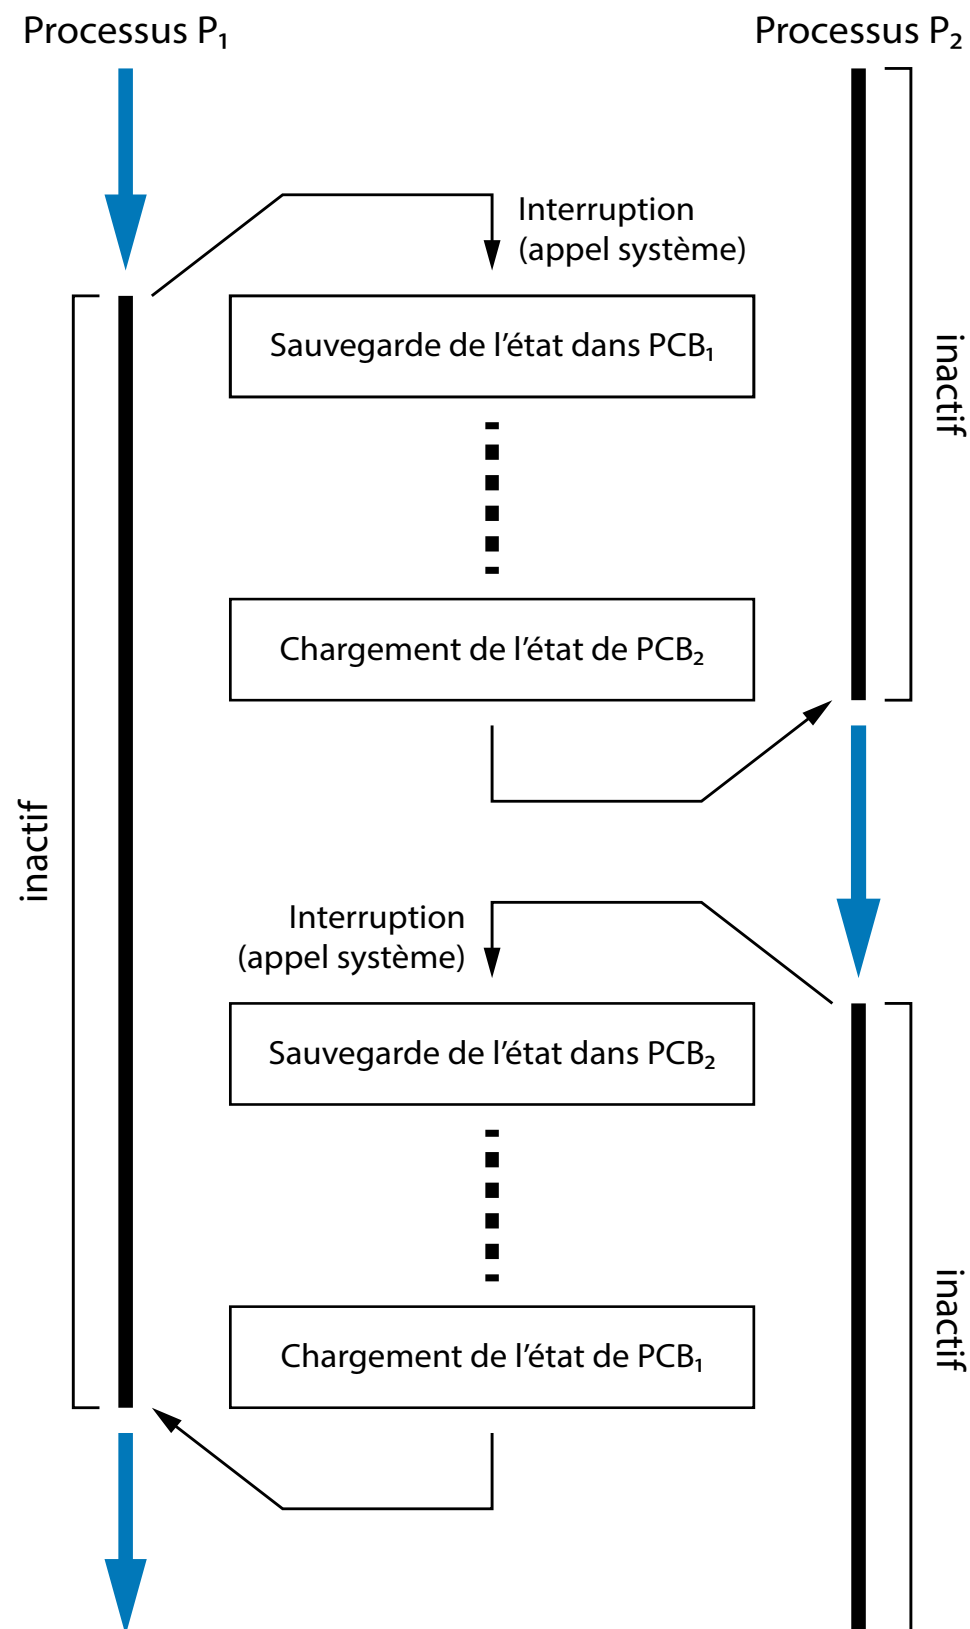 Processus P₁
Processus P₂
Interruption
(appel système)
Sauvegarde de l'état dans PCB₁
inactif
Chargement de l'état de PCB₂
inactif
Interruption
(appel système)
Sauvegarde de l'état dans PCB₂
inactif
Chargement de l'état de PCB₁